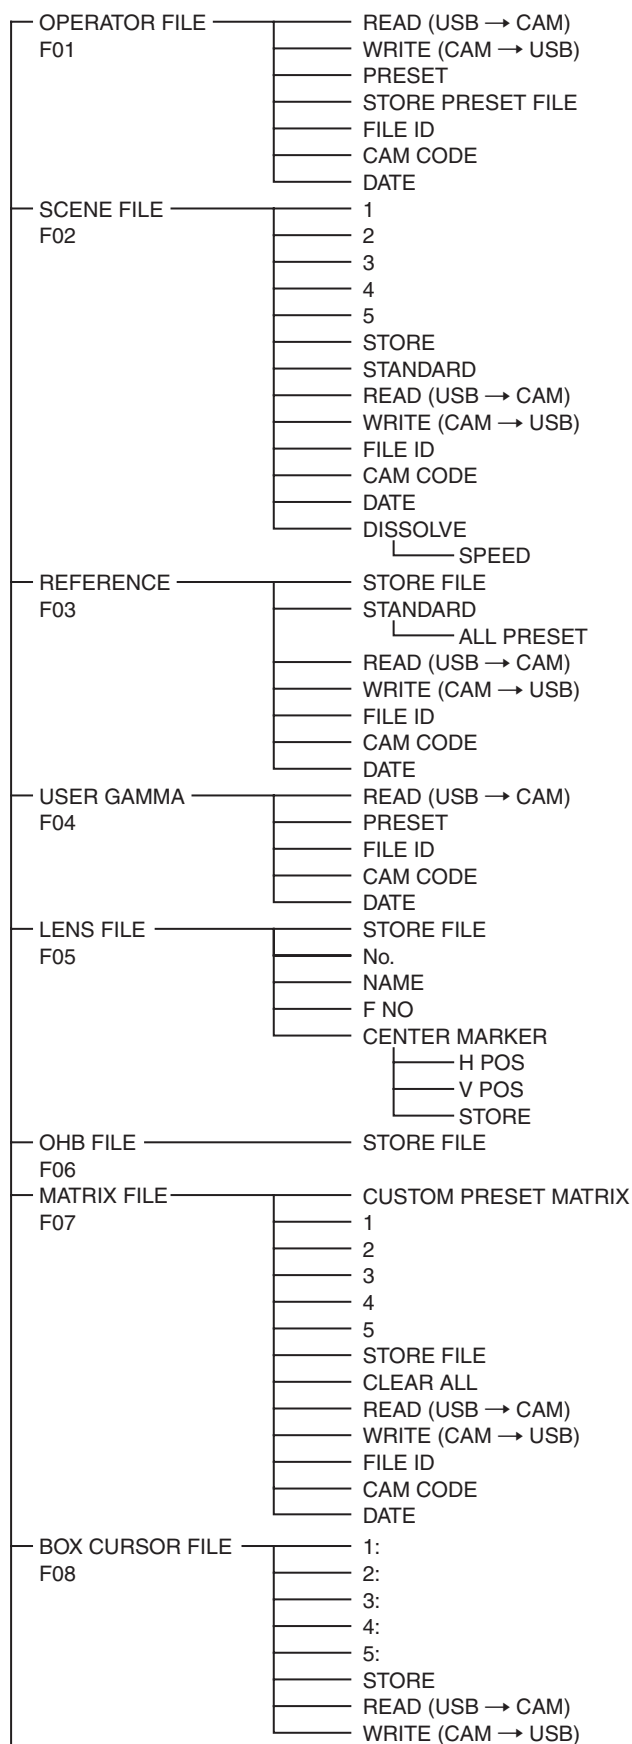 OPERATOR FILE READ (USB → CAM)
F01 WRITE (CAM → USB)
PRESET
STORE PRESET FILE
FILE ID
CAM CODE
DATE
SCENE FILE 1
F02 2
3
4
5
STORE
STANDARD
READ (USB → CAM)
WRITE (CAM → USB)
FILE ID
CAM CODE
DATE
DISSOLVE
SPEED
REFERENCE STORE FILE
F03 STANDARD
ALL PRESET
READ (USB → CAM)
WRITE (CAM → USB)
FILE ID
CAM CODE
DATE
USER GAMMA READ (USB → CAM)
F04 PRESET
FILE ID
CAM CODE
DATE
LENS FILE STORE FILE
F05 No.
NAME
F NO
CENTER MARKER
H POS
V POS
STORE
OHB FILE STORE FILE
F06
MATRIX FILE CUSTOM PRESET MATRIX
F07 1
2
3
4
5
STORE FILE
CLEAR ALL
READ (USB → CAM)
WRITE (CAM → USB)
FILE ID
CAM CODE
DATE
BOX CURSOR FILE 1:
F08 2:
3:
4:
5:
STORE
READ (USB → CAM)
WRITE (CAM → USB)